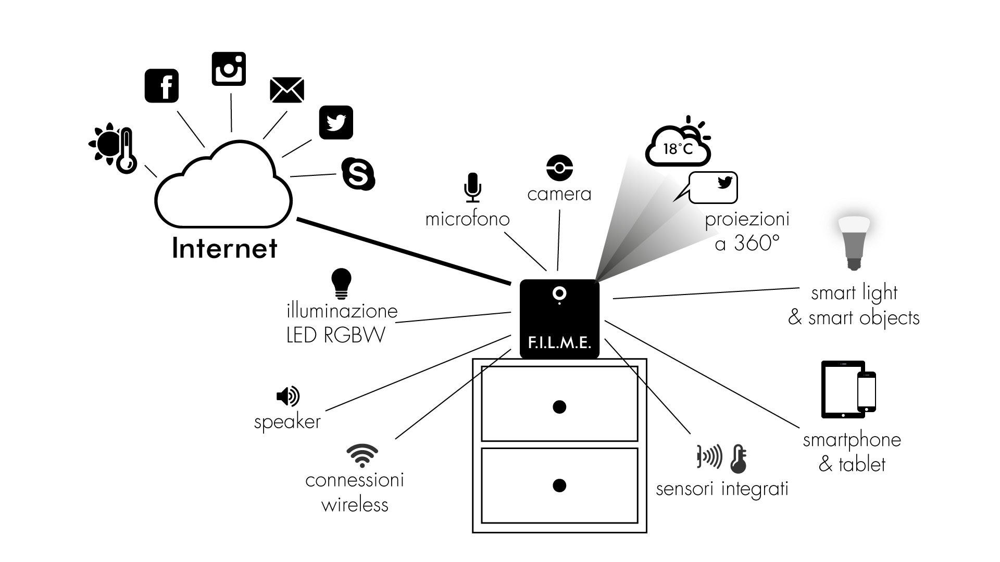 f
S
Internet
microfono
camera
18°C
proiezioni
a 360°
illuminazione
LED RGBW
F.I.L.M.E.
smart light
& smart objects
speaker
connessioni
wireless
sensori integrati
smartphone
& tablet